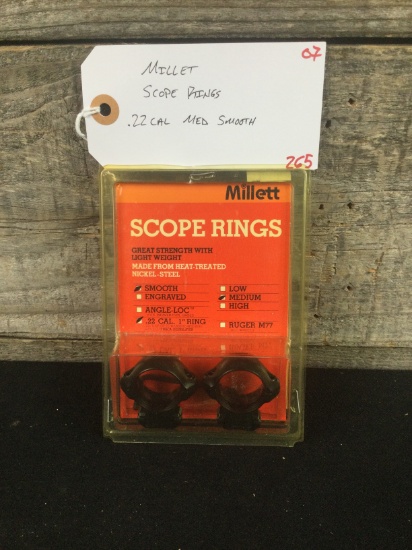 07
MILLET
SCOPE RINGS
.22 CAL MED SMOOTH
265
Millett
SCOPE RINGS
GREAT STRENGTH WITH
LIGHT WEIGHT
MADE FROM HEAT-TREATED
NICKEL-STEEL
SMOOTH
ENGRAVED
ANGLE-LOC
.22 CAL. 1" RING
LOW
MEDIUM
HIGH
RUGER M77